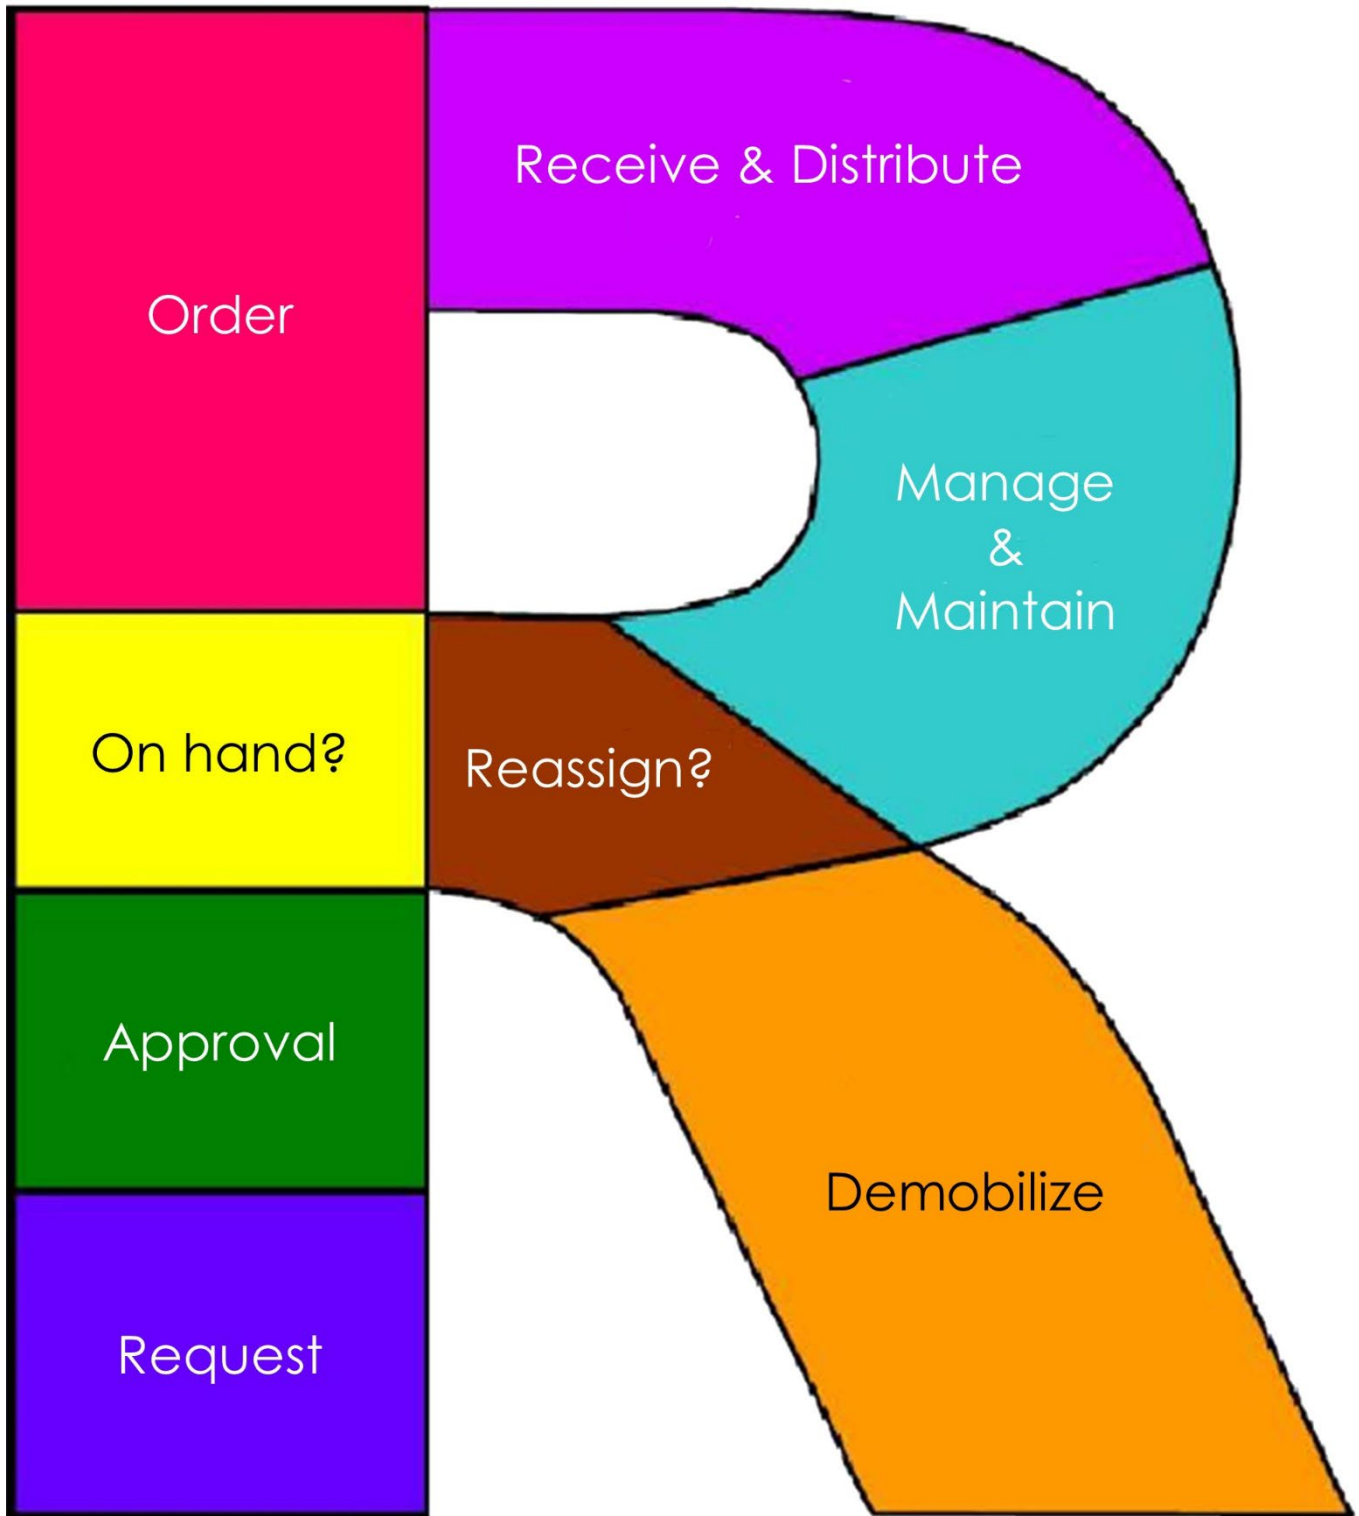 Receive & Distribute
Order
Manage
&
Maintain
On hand?
Reassign?
Approval
Demobilize
Request